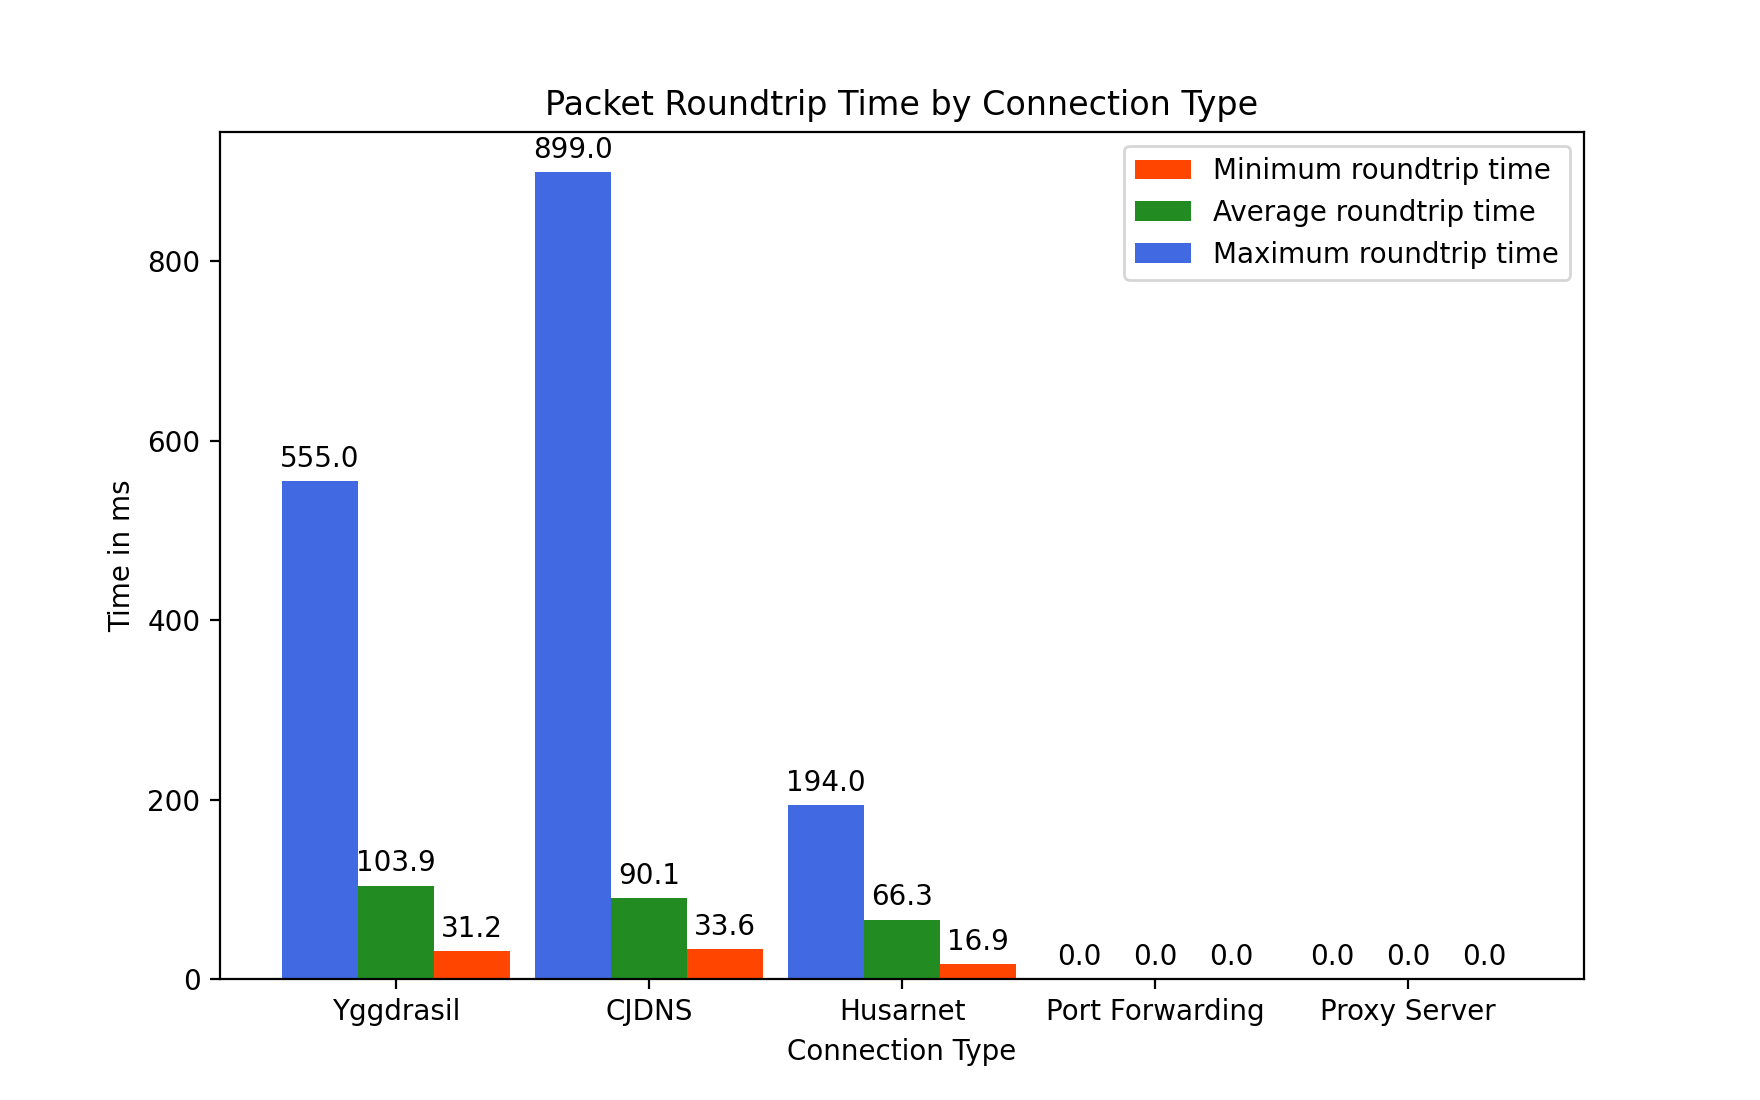 Packet Roundtrip Time by Connection Type
899.0
Minimum roundtrip time
Average roundtrip time
Maximum roundtrip time
800
600
555.0
Time in ms
400
200
194.0
103.9
90.1
66.3
31.2
33.6
16.9
0.0 0.0 0.0 0.0 0.0 0.0
0
Yggdrasil CJDNS Husarnet Port Forwarding Proxy Server
Connection Type